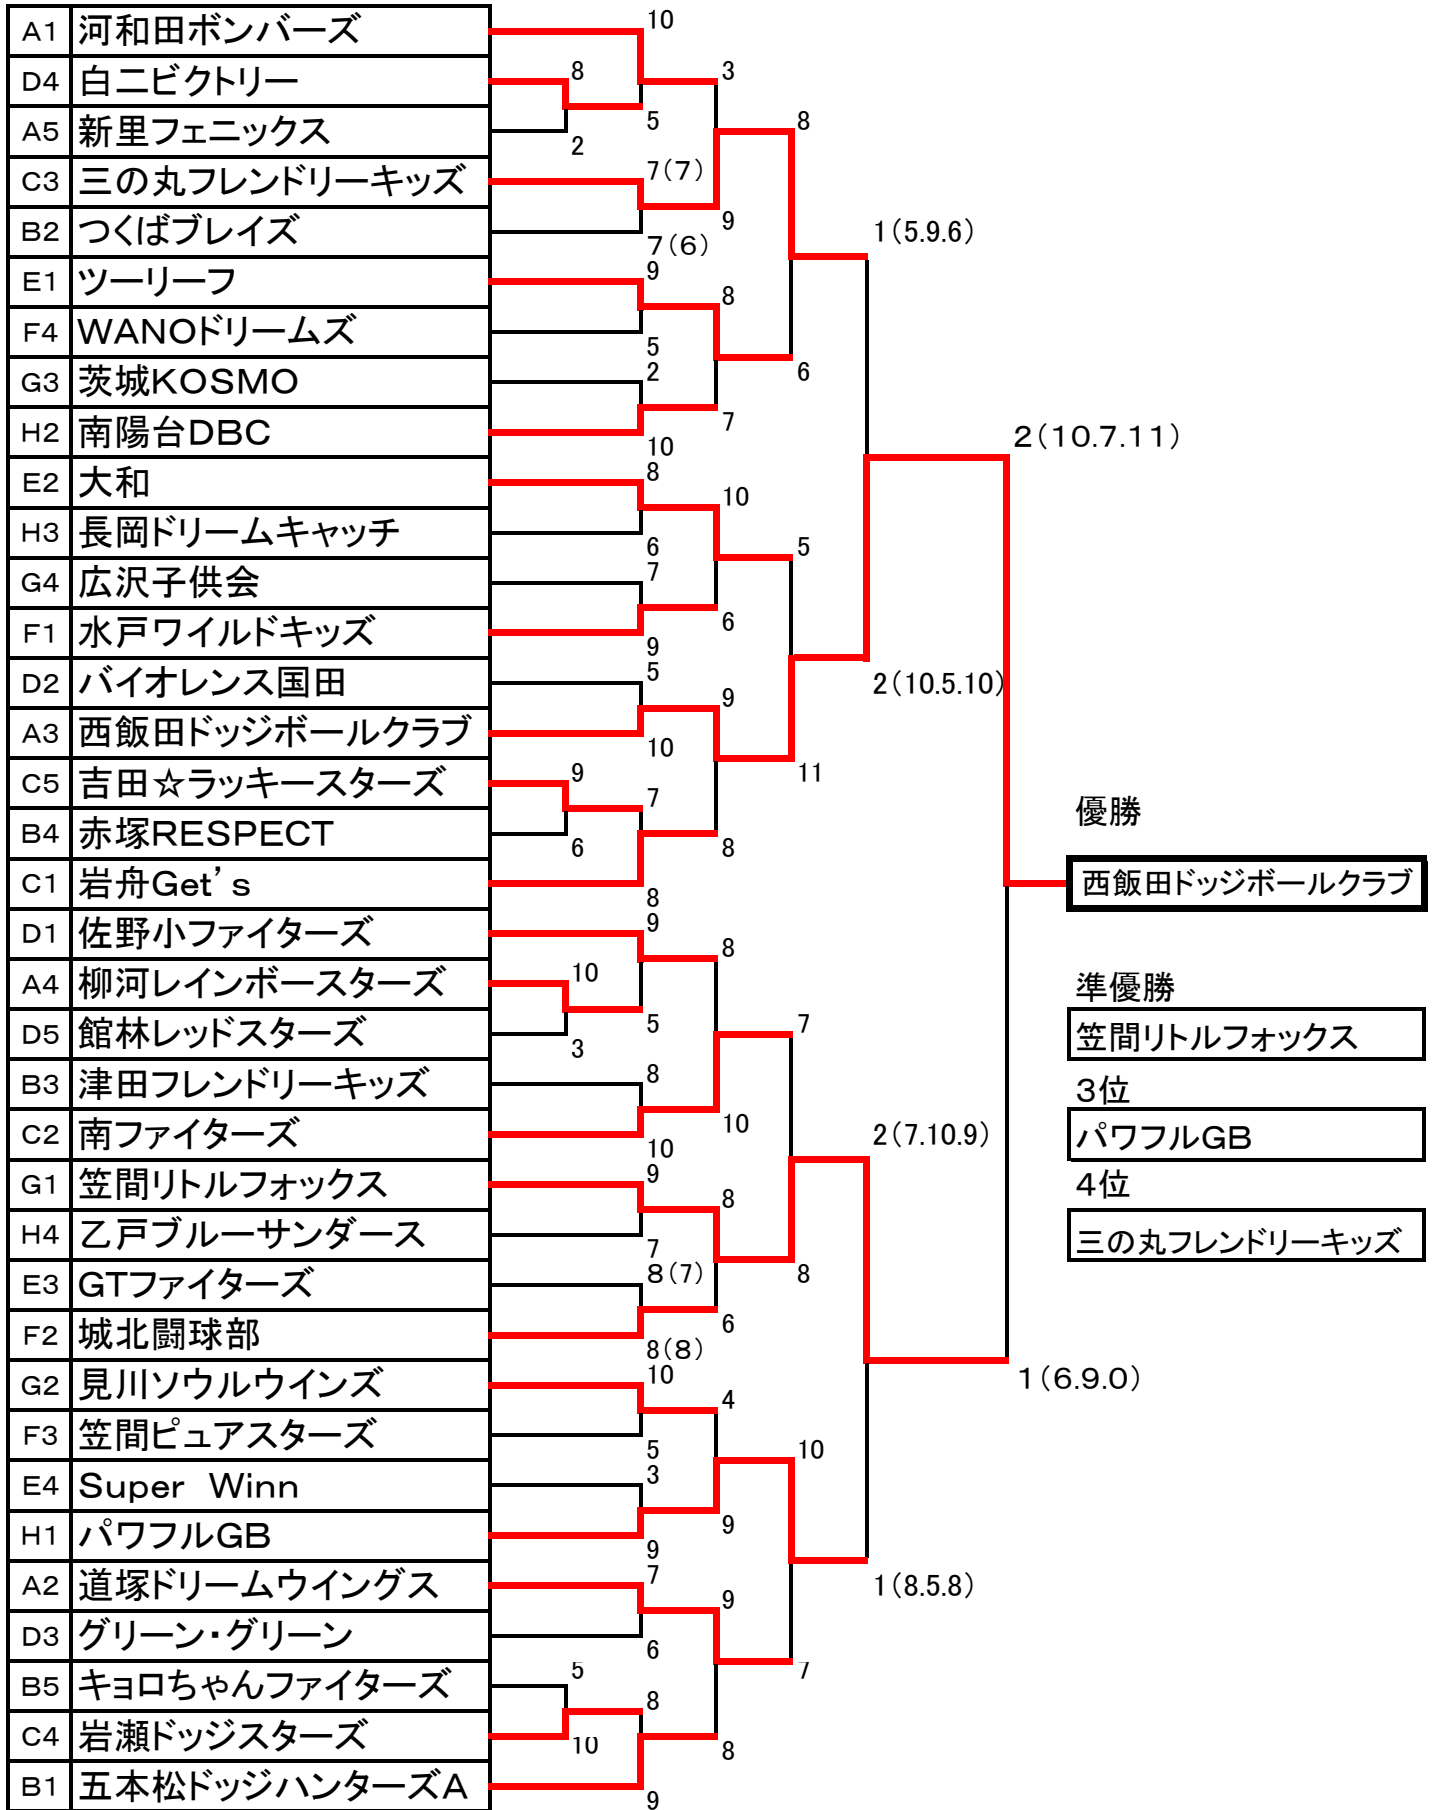 A1 河和田ボンバーズ
D4 白二ビクトリー
A5 新里フェニックス
C3 三の丸フレンドリーキッズ
B2 つくばブレイズ
E1 ツーリーフ
F4 WANOドリームズ
G3 茨城KOSMO
H2 南陽台DBC
E2 大和
H3 長岡ドリームキャッチ
G4 広沢子供会
F1 水戸ワイルドキッズ
D2 バイオレンス国田
A3 西飯田ドッジボールクラブ
C5 吉田☆ラッキースターズ
B4 赤塚RESPECT
C1 岩舟Get's
D1 佐野小ファイターズ
A4 柳河レインボースターズ
D5 館林レッドスターズ
B3 津田フレンドリーキッズ
C2 南ファイターズ
G1 笠間リトルフォックス
H4 乙戸ブルーサンダース
E3 GTファイターズ
F2 城北闘球部
G2 見川ソウルウインズ
F3 笠間ピュアスターズ
E4 Super Winn
H1 パワフルGB
A2 道塚ドリームウイングス
D3 グリーン・グリーン
B5 キョロちゃんファイターズ
C4 岩瀬ドッジスターズ
B1 五本松ドッジハンターズA
8
2
9
6
10
3
5
10
10
5
7(7)
7(6)
9
5
2
10
8
6
7
9
5
10
7
8
9
5
8
10
9
7
8(7)
8(8)
10
5
3
9
7
6
8
9
3
9
8
7
10
6
9
8
8
10
8
6
4
9
9
8
8
6
5
11
7
8
10
7
1(5.9.6)
2(10.5.10)
2(7.10.9)
1(8.5.8)
2(10.7.11)
1(6.9.0)
優勝
西飯田ドッジボールクラブ
準優勝
笠間リトルフォックス
3位
パワフルGB
4位
三の丸フレンドリーキッズ